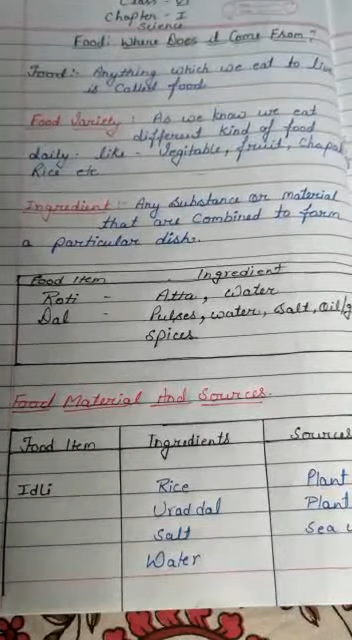 Class - VI
Chapter - I
Science
Food: Where Does it Come From?
Food:- Anything which we eat to live
is Called food.
Food Variety : As we know we eat
different kind of food
daily. like - Vegitable, fruit, Chapati
Rice etc
Ingredient:- Any Substance or material
that are Combined to form
a particular dish.
Food Item Ingredient
Roti - Atta, Water
Dal - Pulses, water, Salt, Oil/g
Spices
Food Material And Sources.
Food Item Ingredients Sources
Idli Rice Plant
Urad dal Plant
Salt Sea
Water